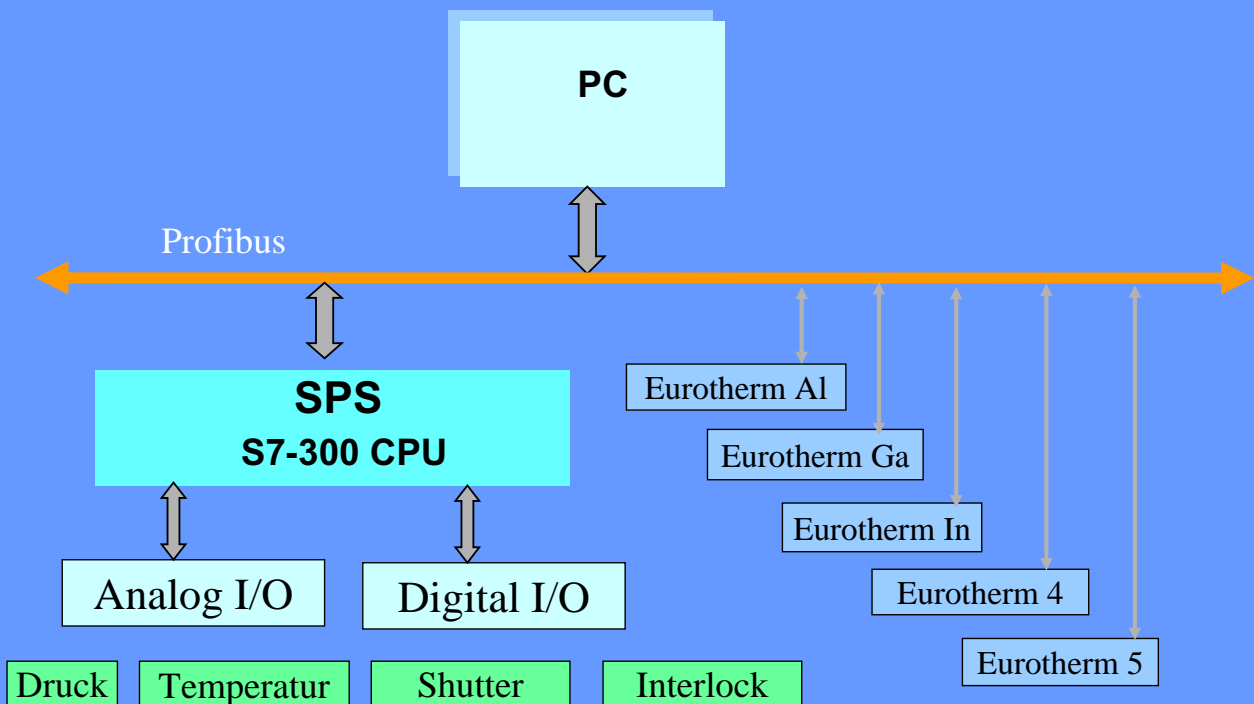 PC
Profibus
SPS
S7-300 CPU
Eurotherm Al
Eurotherm Ga
Eurotherm In
Analog I/O
Digital I/O
Eurotherm 4
Eurotherm 5
Druck
Temperatur
Shutter
Interlock